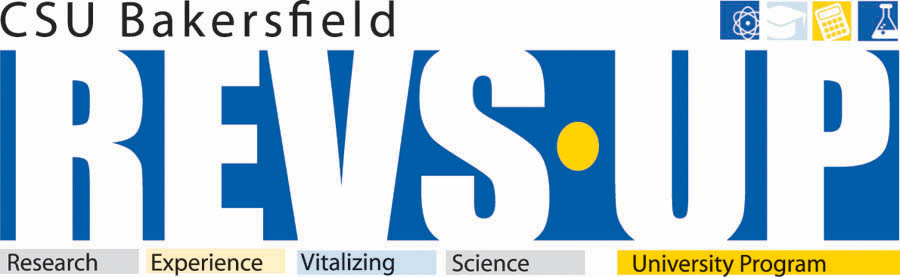 CSU Bakersfield
REVS·UP
Research Experience Vitalizing Science University Program